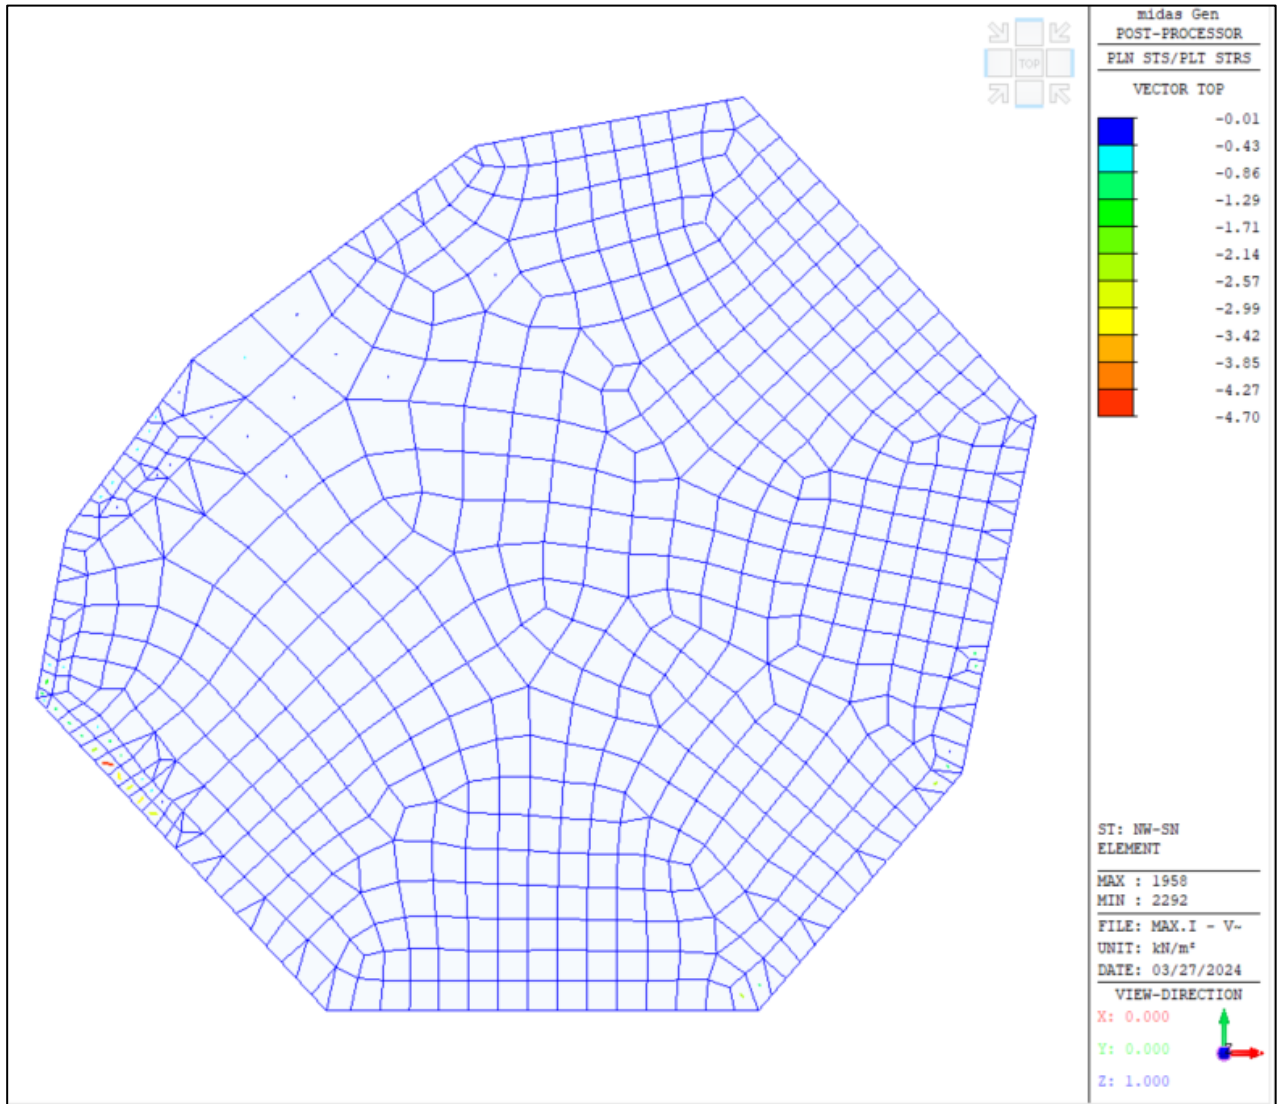 TOP
midas Gen
POST-PROCESSOR
PLN STS/PLT STRS
VECTOR TOP
-0.01
-0.43
-0.86
-1.29
-1.71
-2.14
-2.57
-2.99
-3.42
-3.85
-4.27
-4.70
ST: NW-SN
ELEMENT
MAX : 1958
MIN : 2292
FILE: MAX.I - V~
UNIT: kN/m²
DATE: 03/27/2024
VIEW-DIRECTION
X: 0.000
Y: 0.000
Z: 1.000